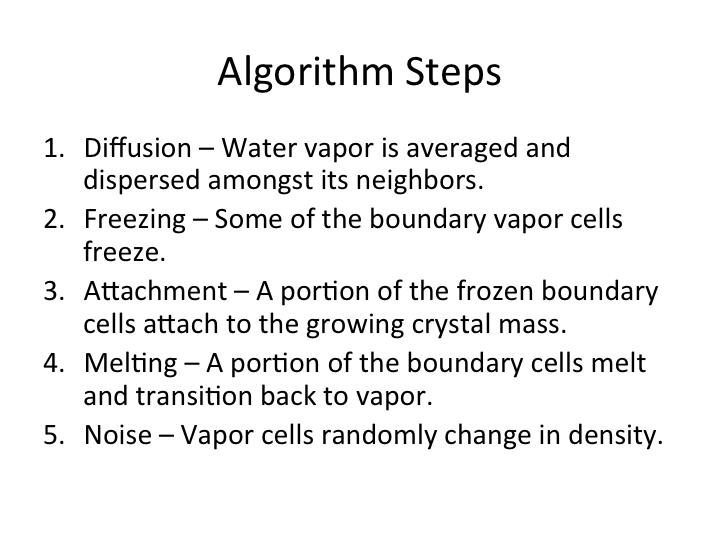 Algorithm Steps
1. Diffusion – Water vapor is averaged and
dispersed amongst its neighbors.
2. Freezing – Some of the boundary vapor cells
freeze.
3. Attachment – A portion of the frozen boundary
cells attach to the growing crystal mass.
4. Melting – A portion of the boundary cells melt
and transition back to vapor.
5. Noise – Vapor cells randomly change in density.